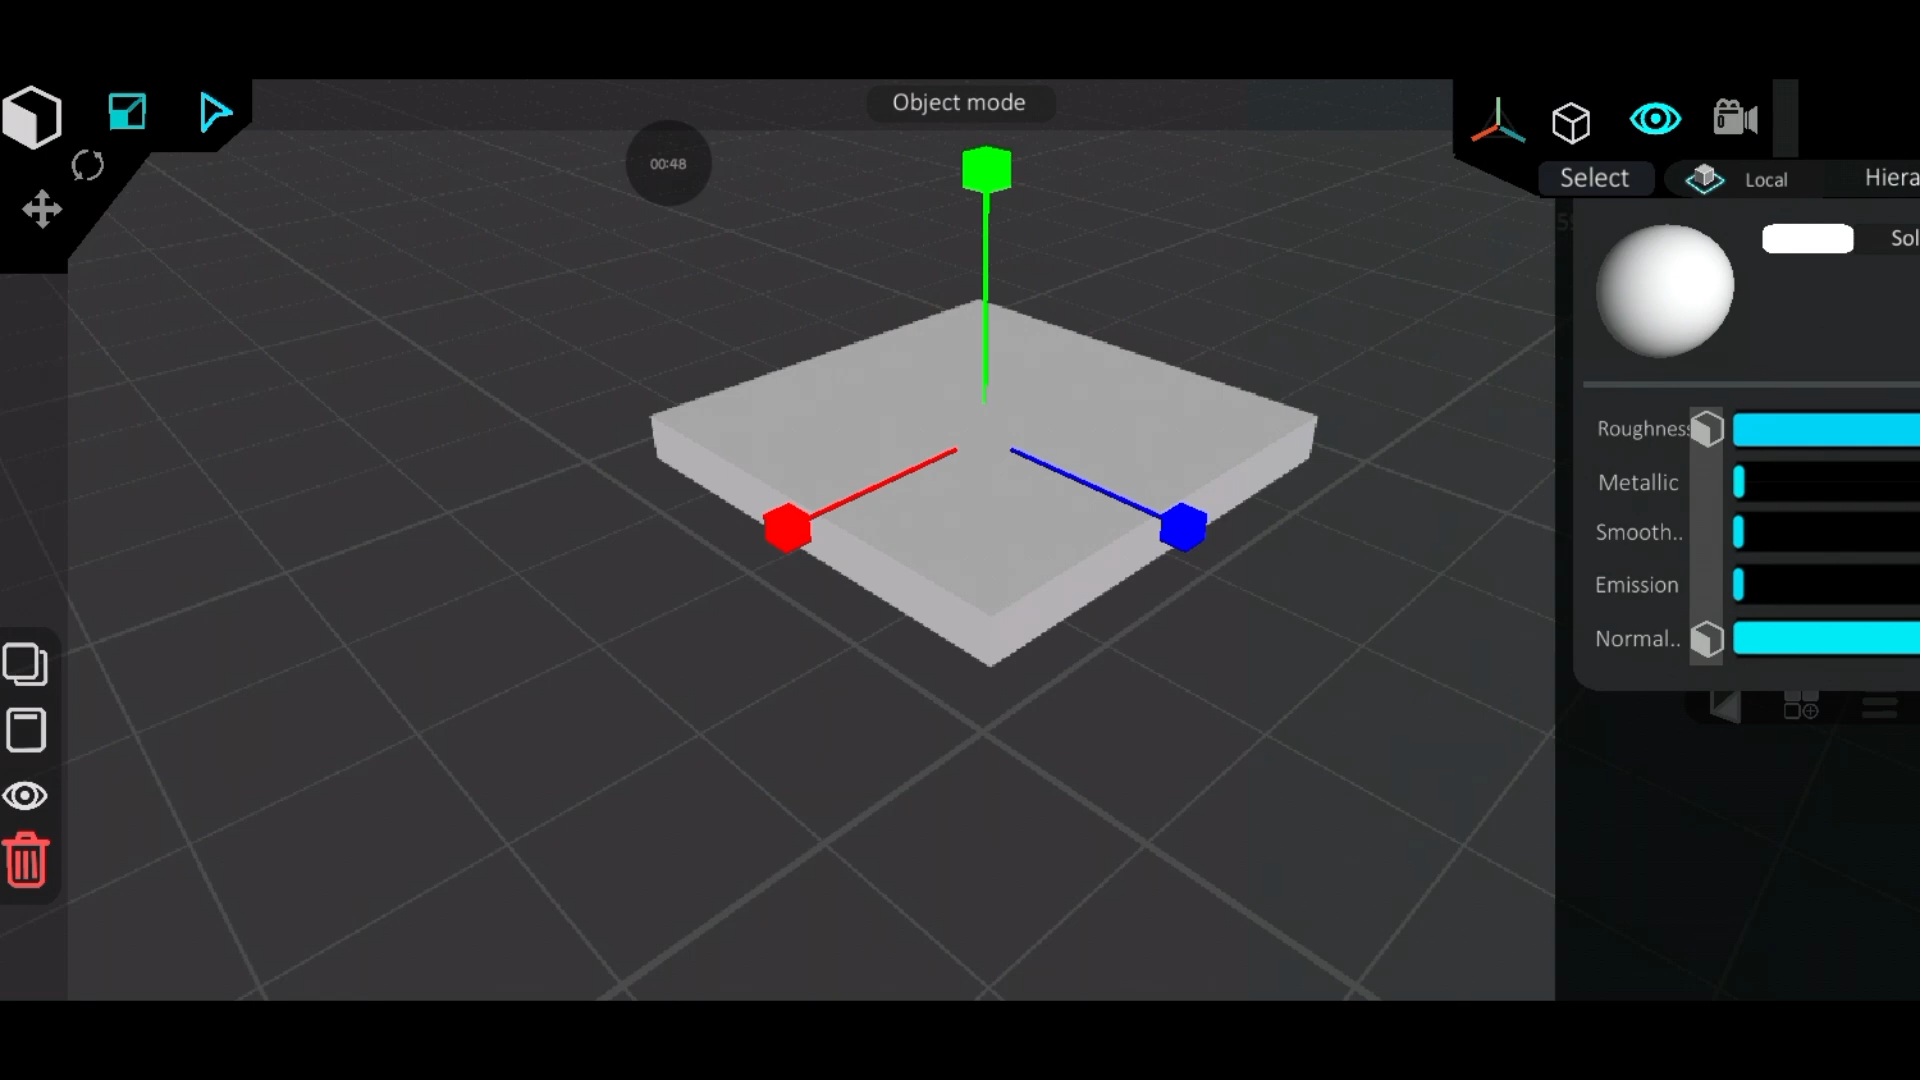 Object mode
00:48
Select
Local
Hiera
Sol
Roughness
Metallic
Smooth..
Emission
Normal..